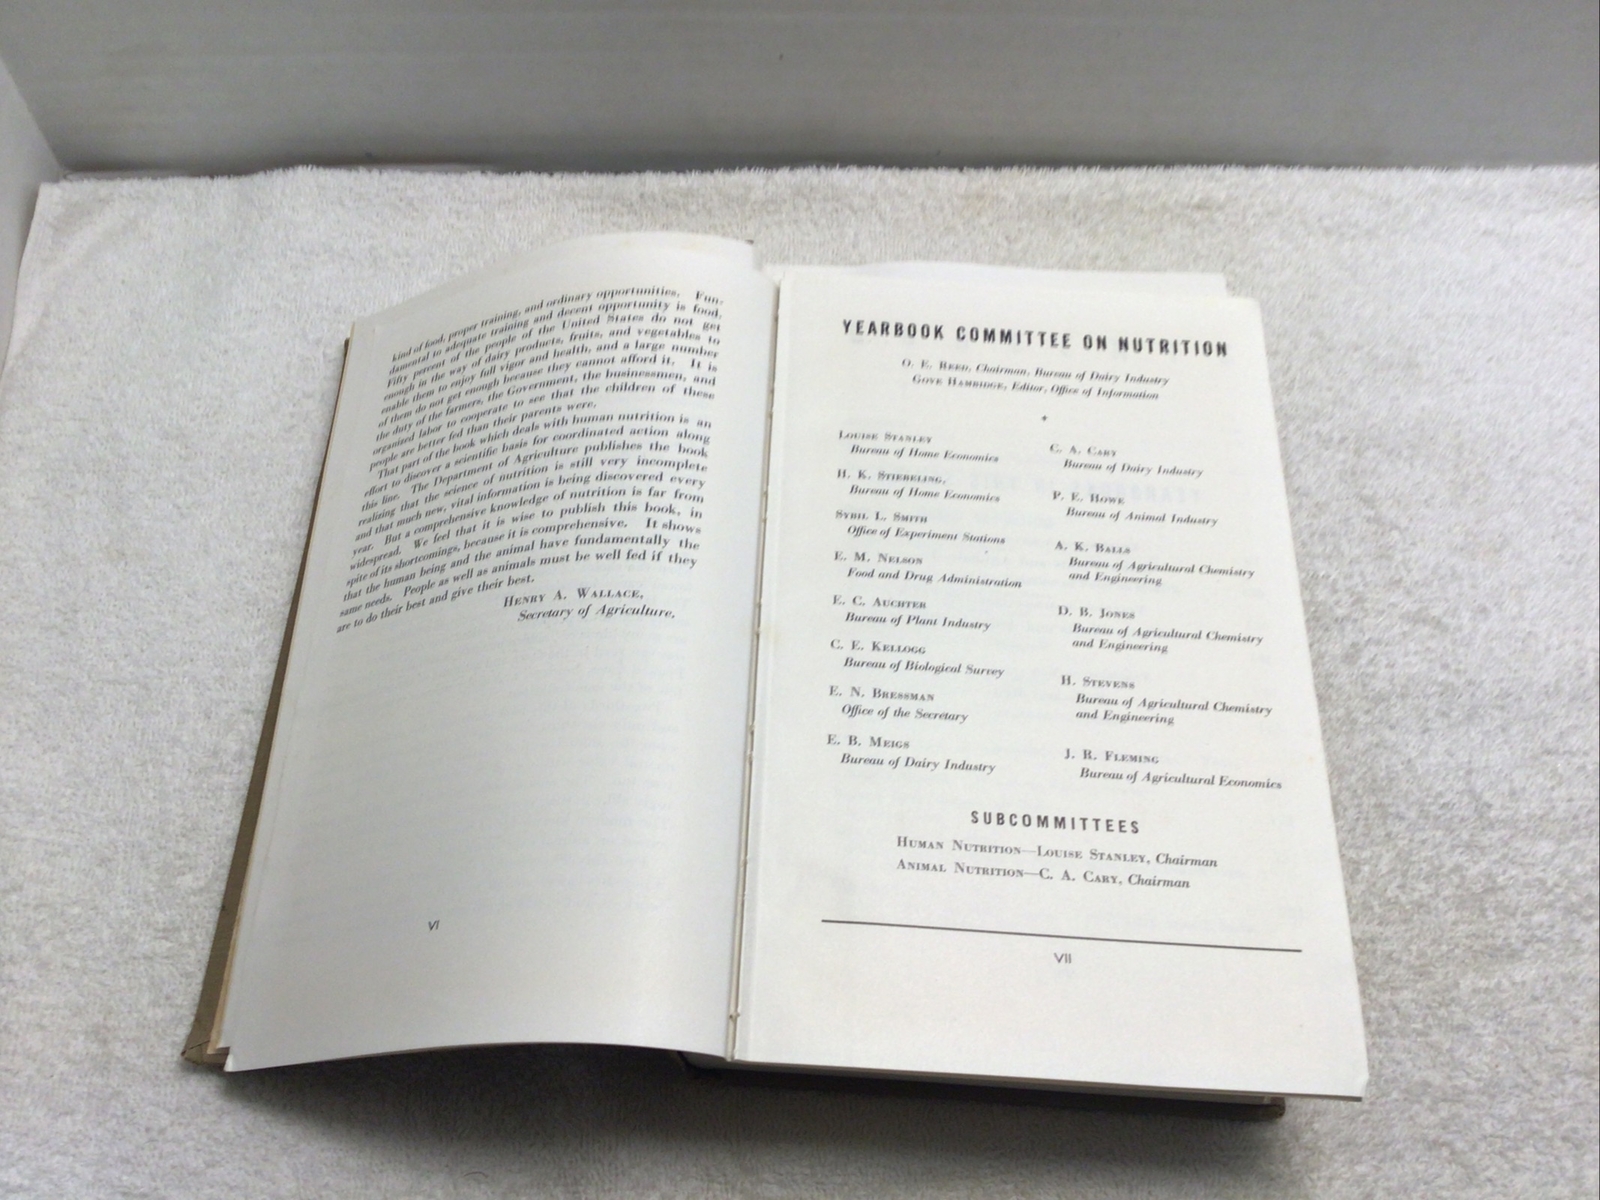 kind of food, proper training, and ordinary opportunities. Fun-
damental to adequate training and decent opportunity is food.
Fifty percent of the people of the United States do not get
enough in the way of dairy products, fruits, and vegetables to
enable them to enjoy full vigor and health, and a large number
of them do not get enough because they cannot afford it. It is
the duty of the farmers, the Government, the businessmen, and
organized labor to cooperate to see that the children of these
people are better fed than their parents were.
That part of the book which deals with human nutrition is an
effort to discover a scientific basis for coordinated action along
this line. The Department of Agriculture publishes the book
realizing that the science of nutrition is still very incomplete
and that much new, vital information is being discovered every
year. But a comprehensive knowledge of nutrition is far from
widespread. We feel that it is wise to publish this book, in
spite of its shortcomings, because it is comprehensive. It shows
that the human being and the animal have fundamentally the
same needs. People as well as animals must be well fed if they
are to do their best and give their best.
HENRY A. WALLACE,
Secretary of Agriculture.
VI
YEARBOOK COMMITTEE ON NUTRITION
O. E. REED, Chairman, Bureau of Dairy Industry
GOVE HAMBIDGE, Editor, Office of Information
LOUISE STANLEY
Bureau of Home Economics
H. K. STIEBELING,
Bureau of Home Economics
SYBIL L. SMITH
Office of Experiment Stations
E. M. NELSON
Food and Drug Administration
E. C. AUCHTER
Bureau of Plant Industry
C. E. KELLOGG
Bureau of Biological Survey
E. N. BRESSMAN
Office of the Secretary
E. B. MEIGS
Bureau of Dairy Industry
C. A. CARY
Bureau of Dairy Industry
P. E. HOWE
Bureau of Animal Industry
A. K. BALLS
Bureau of Agricultural Chemistry
and Engineering
D. B. JONES
Bureau of Agricultural Chemistry
and Engineering
H. STEVENS
Bureau of Agricultural Chemistry
and Engineering
J. R. FLEMING
Bureau of Agricultural Economics
SUBCOMMITTEES
HUMAN NUTRITION—LOUISE STANLEY, Chairman
ANIMAL NUTRITION—C. A. CARY, Chairman
VII